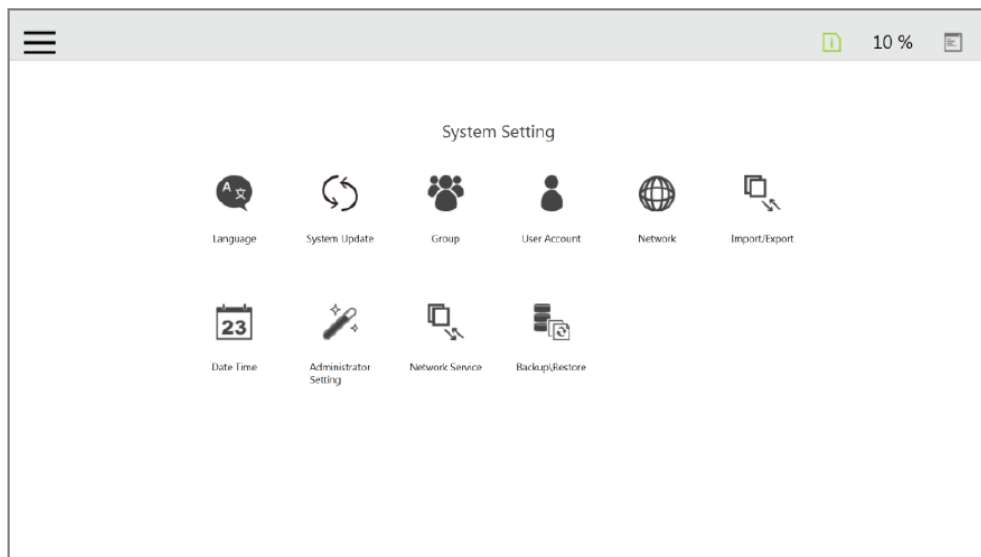 10 %
System Setting
Language System Update Group User Account Network Import/Export
23
Date Time Administrator Setting Network Service Backup\Restore